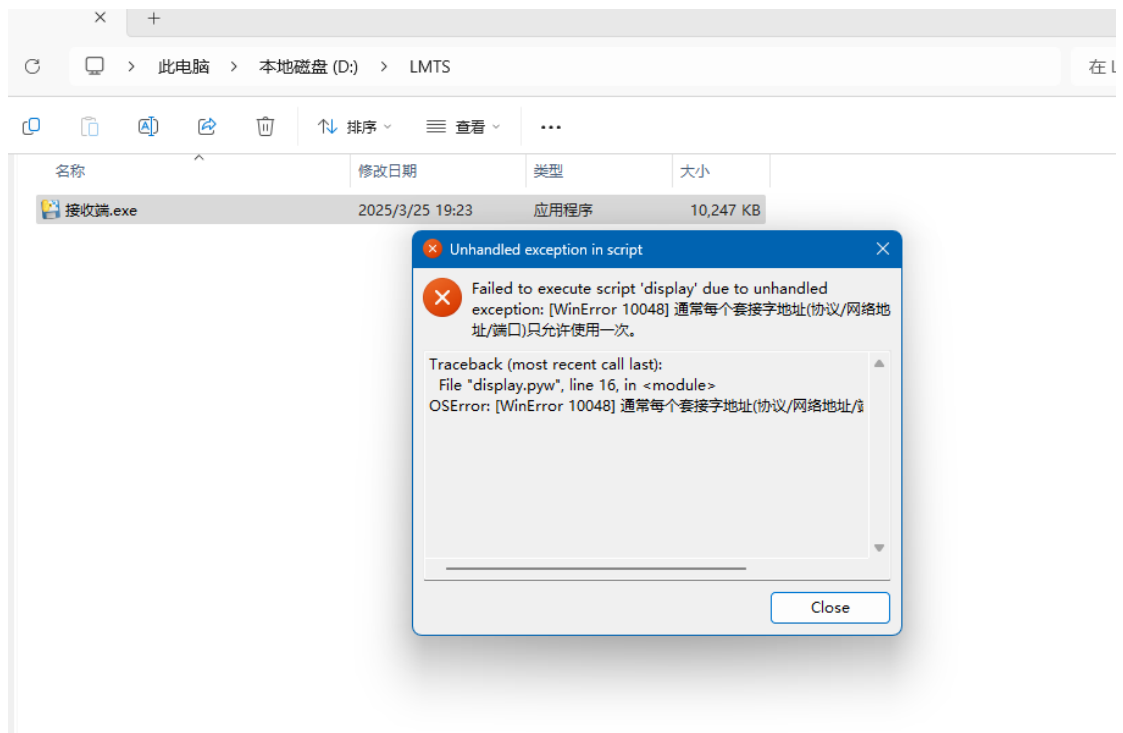 此电脑 > 本地磁盘 (D:) > LMTS
在 L
排序
查看
名称
修改日期
类型
大小
接收端.exe
2025/3/25 19:23
应用程序
10,247 KB
Unhandled exception in script
Failed to execute script 'display' due to unhandled
exception: [WinError 10048] 通常每个套接字地址(协议/网络地
址/端口)只允许使用一次。
Traceback (most recent call last):
File "display.pyw", line 16, in <module>
OSError: [WinError 10048] 通常每个套接字地址(协议/网络地址/
Close